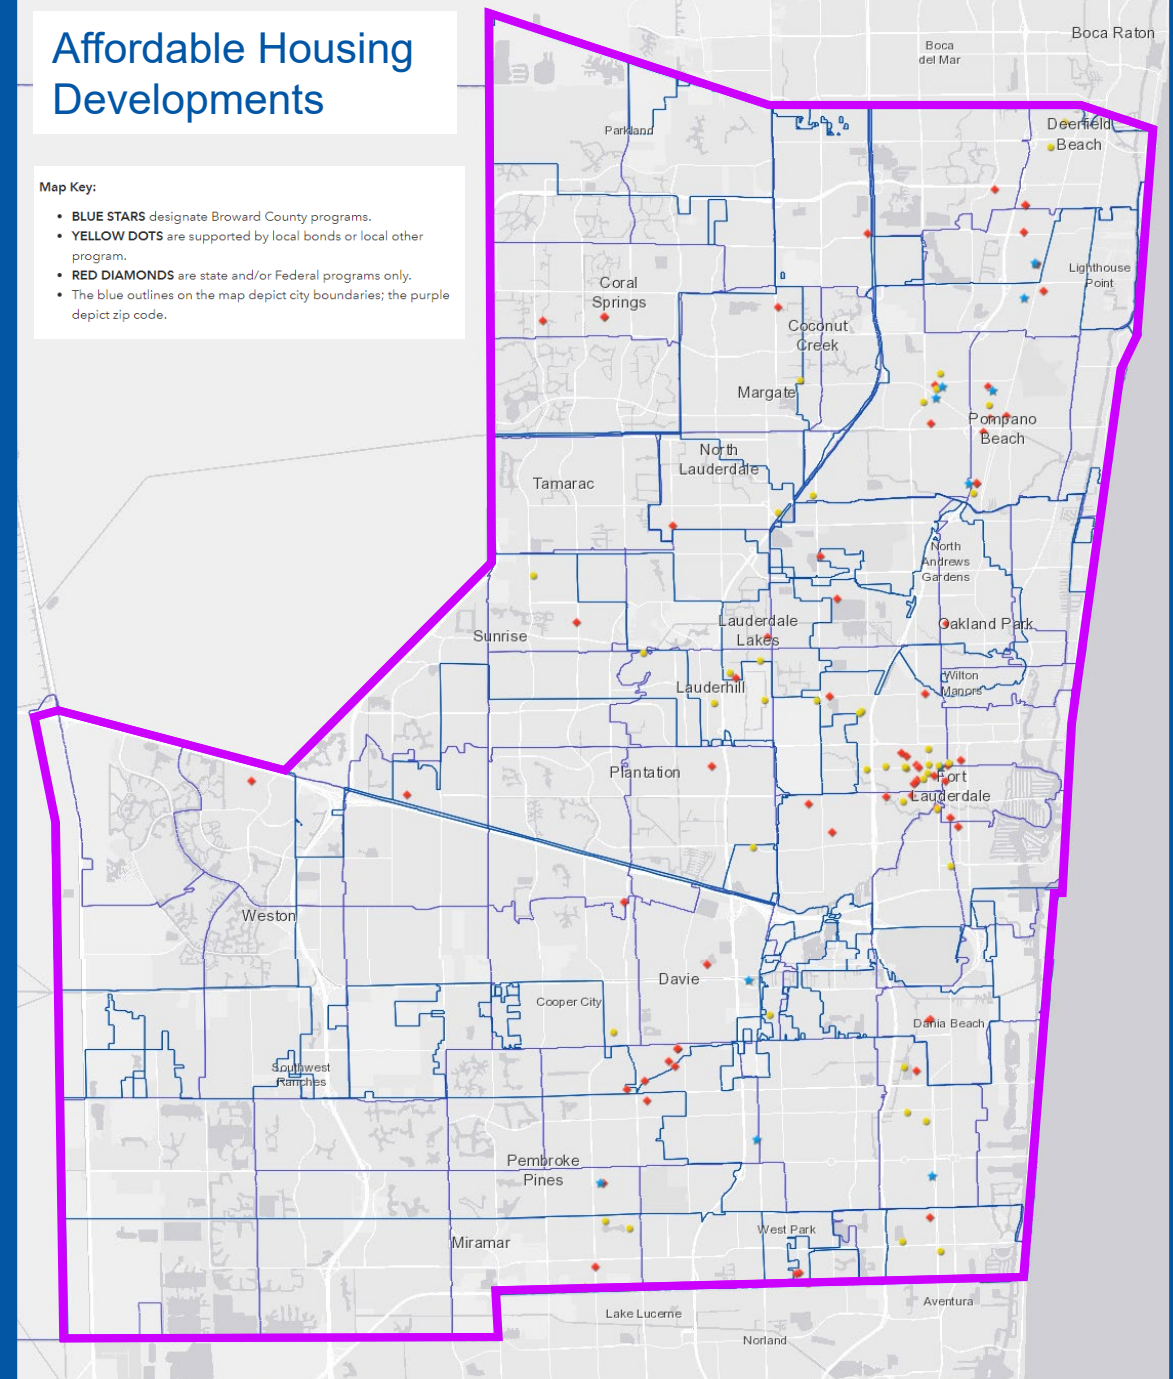 Affordable Housing
Developments
Map Key:
• BLUE STARS designate Broward County programs.
• YELLOW DOTS are supported by local bonds or local other
program.
• RED DIAMONDS are state and/or Federal programs only.
• The blue outlines on the map depict city boundaries; the purple
depict zip code.
Boca Raton
Boca
del Mar
Parkland
Deerfield
Beach
Lighthouse
Point
Coral
Springs
Coconut
Creek
Margate
Pompano
Beach
North
Lauderdale
Tamarac
North
Andrews
Gardens
Lauderdale
Lakes
Oakland Park
Sunrise
Wilton
Manors
Lauderhill
Plantation
Fort
Lauderdale
Weston
Davie
Cooper City
Dania Beach
Southwest
Ranches
Pembroke
Pines
West Park
Miramar
Aventura
Lake Lucerne
Norland